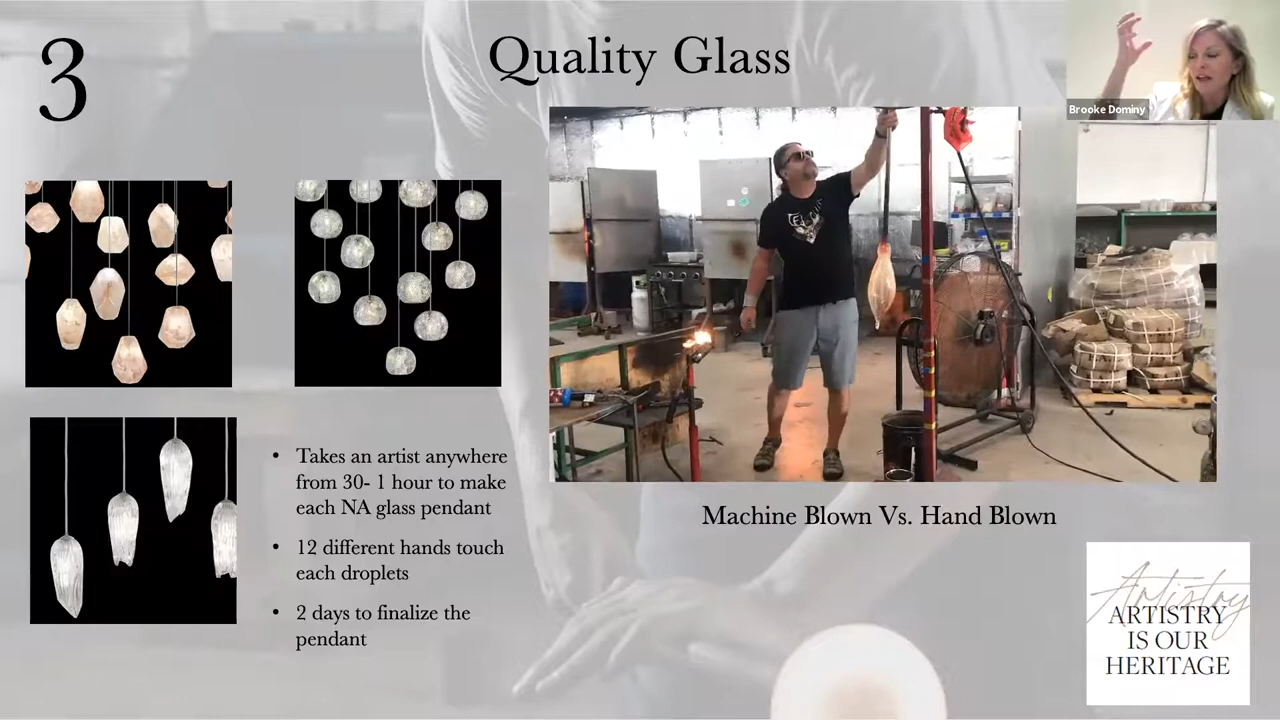 3
Quality Glass
Brooke Dominy
• Takes an artist anywhere
from 30- 1 hour to make
each NA glass pendant
• 12 different hands touch
each droplets
• 2 days to finalize the
pendant
Machine Blown Vs. Hand Blown
Artistry
ARTISTRY
IS OUR
HERITAGE